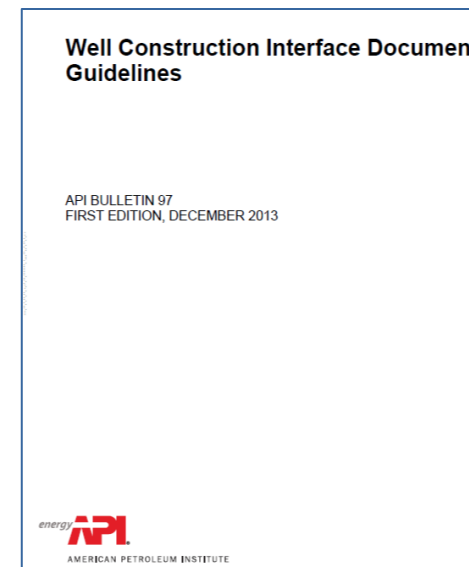 Well Construction Interface Documen
Guidelines
API BULLETIN 97
FIRST EDITION, DECEMBER 2013
energy API
AMERICAN PETROLEUM INSTITUTE